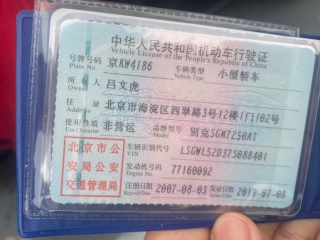 中华人民共和国机动车行驶证
Vehicle License of the People's Republic of China
号牌号码 京KW4186 车辆类型 小型轿车
Plate No. Vehicle Type
所有人 吕文虎
Owner
住址 北京市海淀区四翠路3号12楼1门102号
Address
使用性质 非营运 品牌型号 别克SGM7250AT
Use Character Model
北京市公 车辆识别代号 LSGWL52D37S088401
VIN
安局公安 发动机号码 77160092
Engine No.
交通管理局 注册日期 2007-08-03 发证日期 2019-07-08
Register Date Issue Date